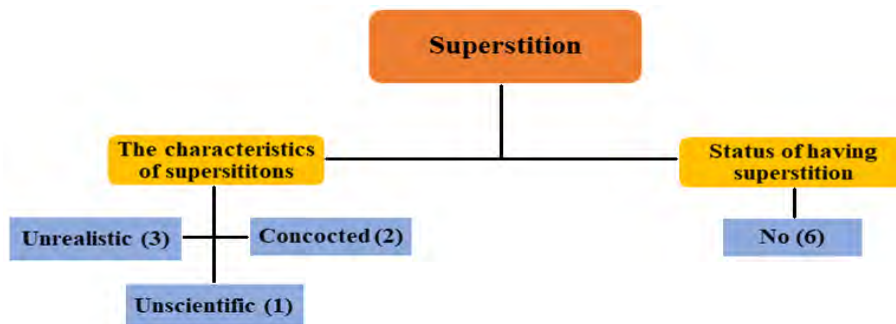 Superstition
The characteristics
of supersititons
Status of having
superstition
Unrealistic (3)
Concocted (2)
No (6)
Unscientific (1)